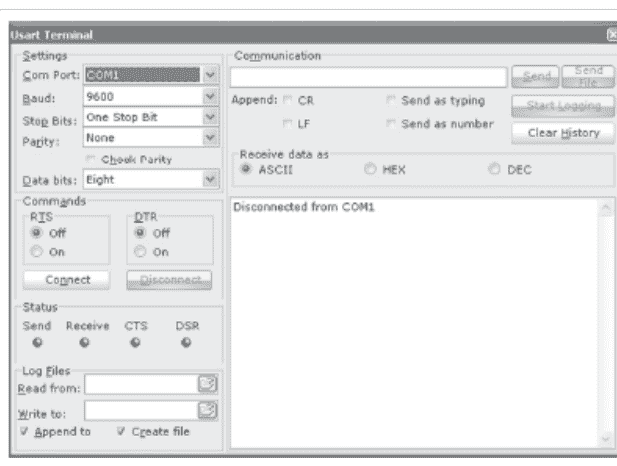 Usart Terminal
Settings
Com Port: COM1
Baud: 9600
Stop Bits: One Stop Bit
Parity: None
Check Parity
Data bits: Eight
Commands
RTS
Off
On
DTR
Off
On
Connect
Disconnect
Status
Send Receive CTS DSR
Log Files
Read from:
Write to:
Append to Create file
Communication
Send
Send File
Append: CR Send as typing
LF Send as number
Start Logging
Clear History
Receive data as
ASCII HEX DEC
Disconnected from COM1